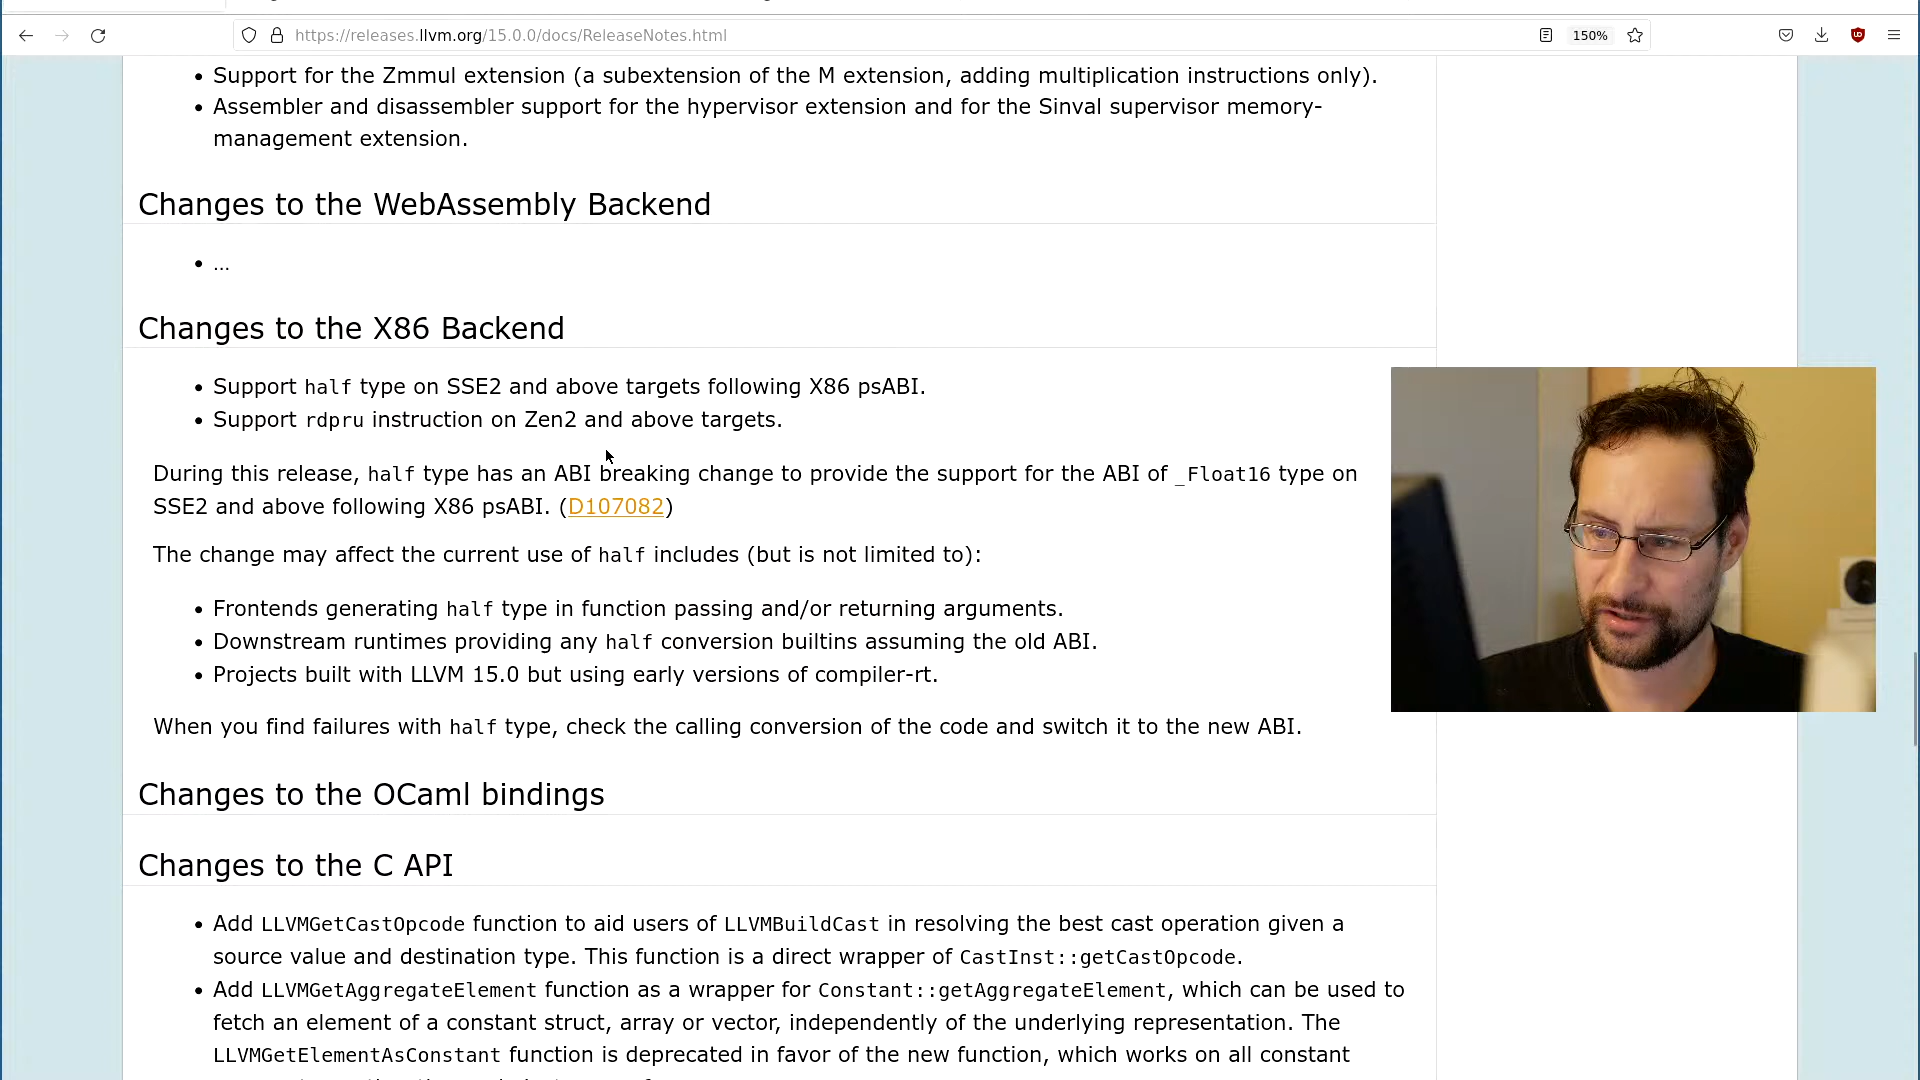 https://releases.llvm.org/15.0.0/docs/ReleaseNotes.html
150%
• Support for the Zmmul extension (a subextension of the M extension, adding multiplication instructions only).
• Assembler and disassembler support for the hypervisor extension and for the Sinval supervisor memory-
management extension.
Changes to the WebAssembly Backend
• ...
Changes to the X86 Backend
• Support half type on SSE2 and above targets following X86 psABI.
• Support rdpru instruction on Zen2 and above targets.
During this release, half type has an ABI breaking change to provide the support for the ABI of _Float16 type on
SSE2 and above following X86 psABI. (D107082)
The change may affect the current use of half includes (but is not limited to):
• Frontends generating half type in function passing and/or returning arguments.
• Downstream runtimes providing any half conversion builtins assuming the old ABI.
• Projects built with LLVM 15.0 but using early versions of compiler-rt.
When you find failures with half type, check the calling conversion of the code and switch it to the new ABI.
Changes to the OCaml bindings
Changes to the C API
• Add LLVMGetCastOpcode function to aid users of LLVMBuildCast in resolving the best cast operation given a
source value and destination type. This function is a direct wrapper of CastInst::getCastOpcode.
• Add LLVMGetAggregateElement function as a wrapper for Constant::getAggregateElement, which can be used to
fetch an element of a constant struct, array or vector, independently of the underlying representation. The
LLVMGetElementAsConstant function is deprecated in favor of the new function, which works on all constant